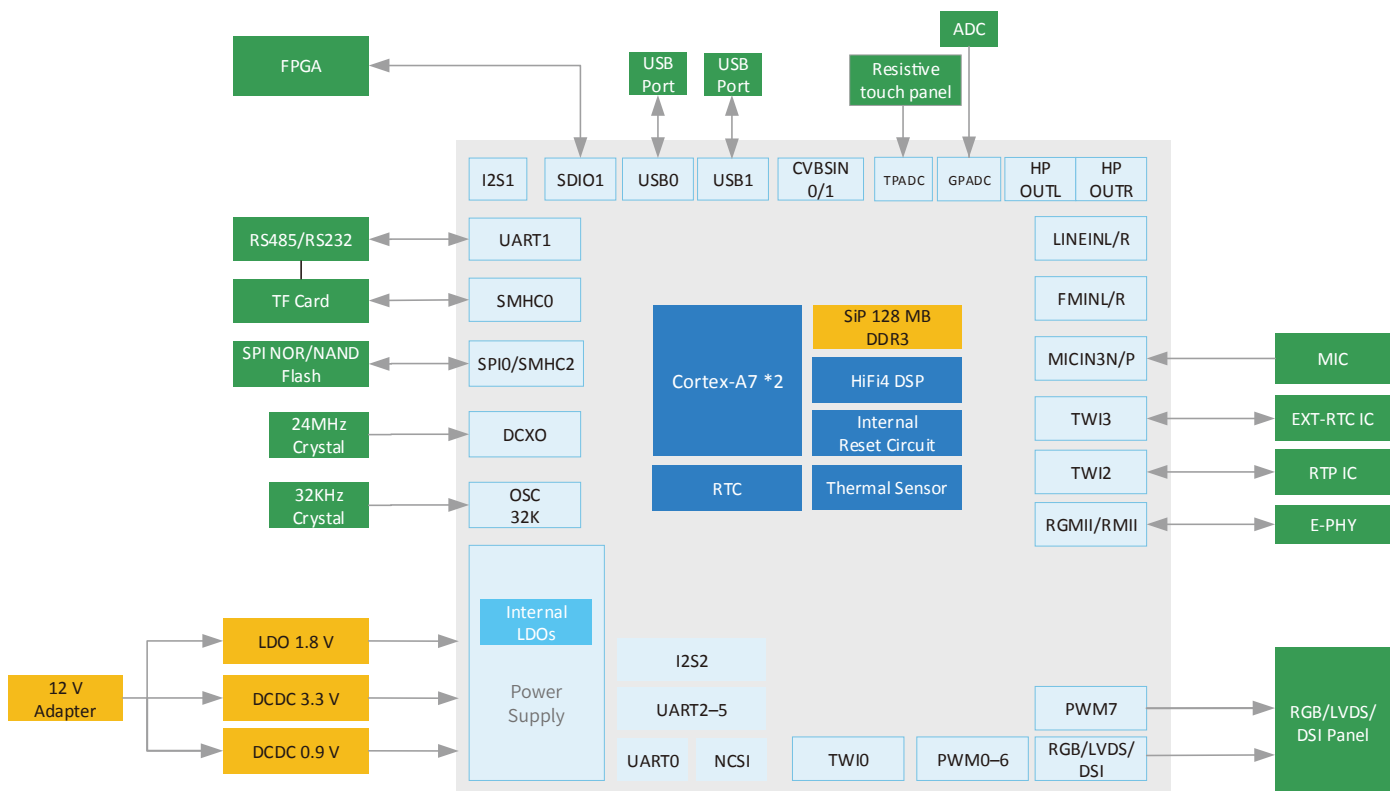 ADC
FPGA
USB
Port
USB
Port
Resistive
touch panel
I2S1
SDIO1
USB0
USB1
CVBSIN
0/1
TPADC
GPADC
HP
OUTL
HP
OUTR
RS485/RS232
UART1
LINEINL/R
TF Card
SMHC0
FMINL/R
SPI NOR/NAND
Flash
SPI0/SMHC2
Cortex-A7 *2
SiP 128 MB
DDR3
HiFi4 DSP
Internal
Reset Circuit
RTC
Thermal Sensor
MICIN3N/P
MIC
24MHz
Crystal
DCXO
TWI3
EXT-RTC IC
TWI2
RTP IC
32KHz
Crystal
OSC
32K
RGMII/RMII
E-PHY
Internal
LDOs
Power
Supply
12 V
Adapter
LDO 1.8 V
DCDC 3.3 V
DCDC 0.9 V
I2S2
UART2–5
UART0
NCSI
TWI0
PWM0–6
PWM7
RGB/LVDS/
DSI
RGB/LVDS/
DSI Panel